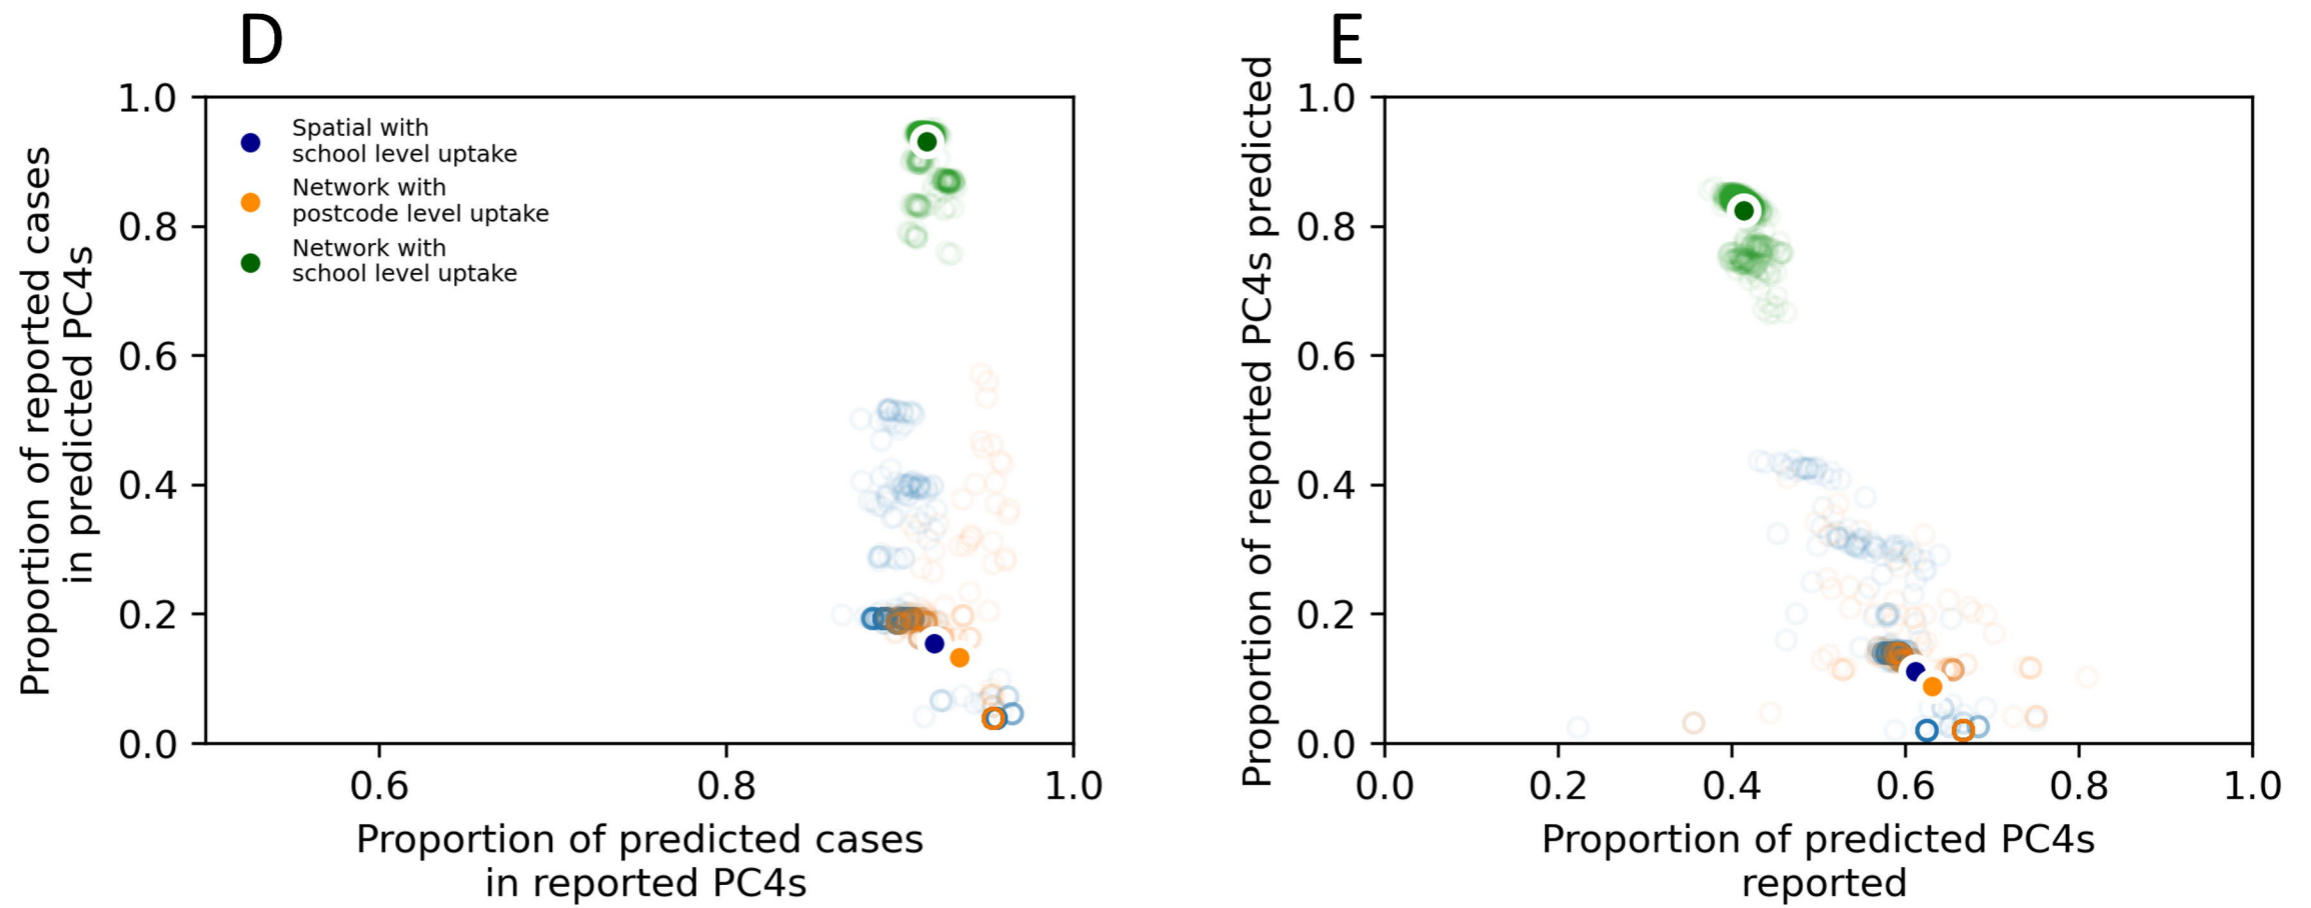 D
1.0
0.8
0.6
0.4
0.2
0.0
Proportion of reported cases
in predicted PC4s
Spatial with
school level uptake
Network with
postcode level uptake
Network with
school level uptake
0.6 0.8 1.0
Proportion of predicted cases
in reported PC4s
E
1.0
0.8
0.6
0.4
0.2
0.0
Proportion of reported PC4s predicted
0.0 0.2 0.4 0.6 0.8 1.0
Proportion of predicted PC4s
reported